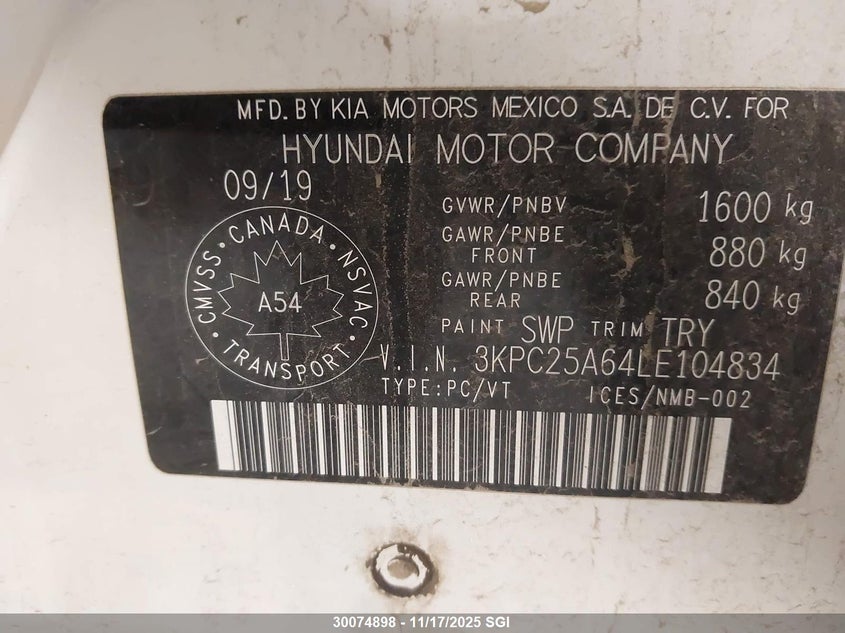 MFD. BY KIA MOTORS MEXICO S.A. DE C.V. FOR
HYUNDAI MOTOR COMPANY
09/19
GVWR/PNBV 1600 kg
GAWR/PNBE FRONT 880 kg
GAWR/PNBE REAR 840 kg
PAINT SWP TRIM TRY
V.I.N. 3KPC25A64LE104834
TYPE:PC/VT ICES/NMB-002
CMVSS · CANADA · NSVAC · TRANSPORT ·
A54
30074898 - 11/17/2025 SGI